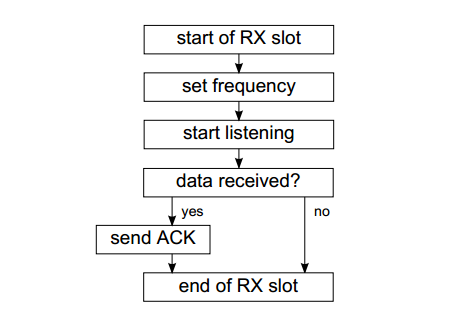 start of RX slot
set frequency
start listening
data received?
yes
no
send ACK
end of RX slot